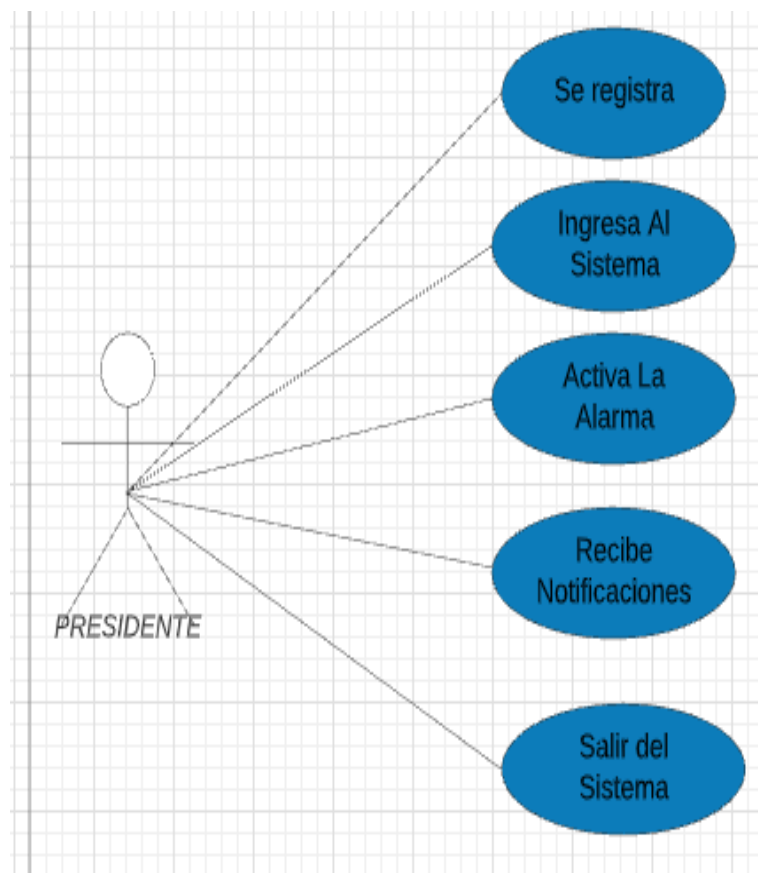 Se registra
Ingresa Al
Sistema
Activa La
Alarma
Recibe
Notificaciones
PRESIDENTE
Salir del
Sistema